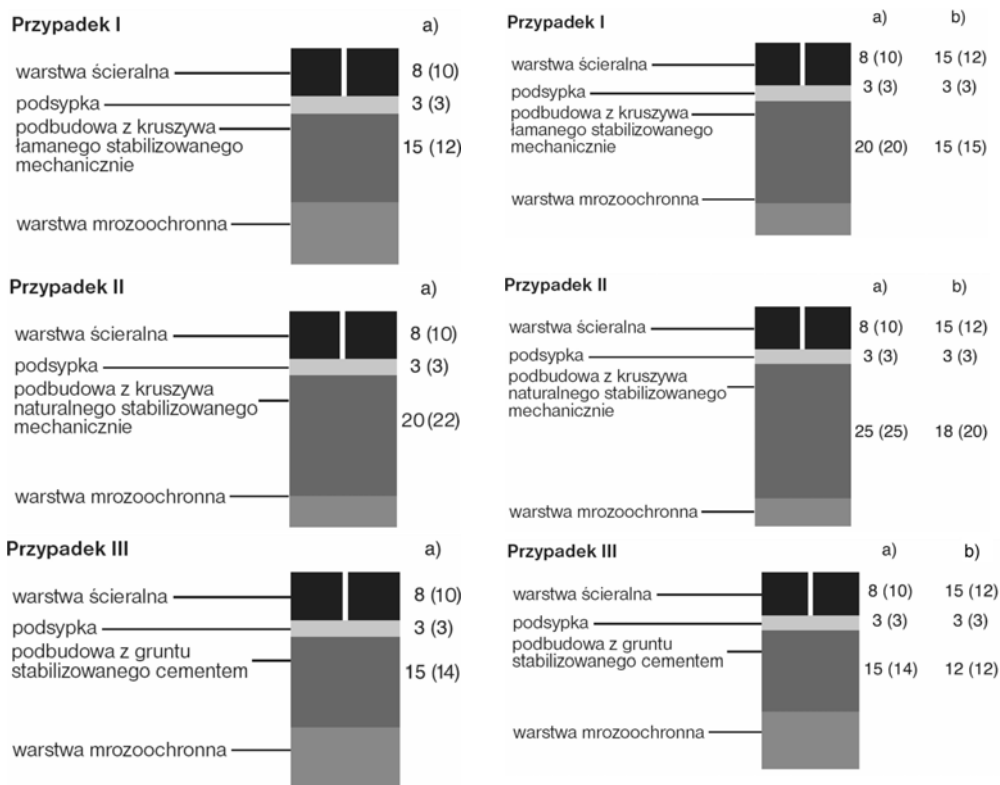 Przypadek I
a)
warstwa ścieralna
8 (10)
podsypka
3 (3)
podbudowa z kruszywa
łamanego stabilizowanego
mechanicznie
15 (12)
warstwa mrozoochronna
Przypadek II
a)
warstwa ścieralna
8 (10)
podsypka
3 (3)
podbudowa z kruszywa
naturalnego stabilizowanego
mechanicznie
20 (22)
warstwa mrozoochronna
Przypadek III
a)
warstwa ścieralna
8 (10)
podsypka
3 (3)
podbudowa z gruntu
stabilizowanego cementem
15 (14)
warstwa mrozoochronna
Przypadek I
a) b)
warstwa ścieralna
8 (10) 15 (12)
podsypka
3 (3) 3 (3)
podbudowa z kruszywa
łamanego stabilizowanego
mechanicznie
20 (20) 15 (15)
warstwa mrozoochronna
Przypadek II
a) b)
warstwa ścieralna
8 (10) 15 (12)
podsypka
3 (3) 3 (3)
podbudowa z kruszywa
naturalnego stabilizowanego
mechanicznie
25 (25) 18 (20)
warstwa mrozoochronna
Przypadek III
a) b)
warstwa ścieralna
8 (10) 15 (12)
podsypka
3 (3) 3 (3)
podbudowa z gruntu
stabilizowanego cementem
15 (14) 12 (12)
warstwa mrozoochronna